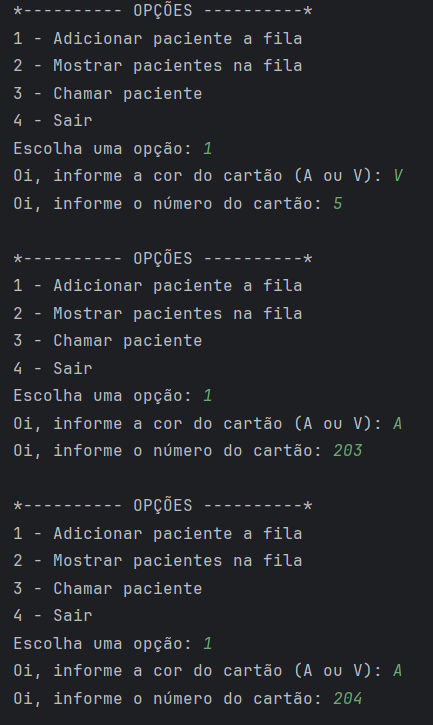 *---------- OPÇÕES ----------*
1 - Adicionar paciente a fila
2 - Mostrar pacientes na fila
3 - Chamar paciente
4 - Sair
Escolha uma opção: 1
Oi, informe a cor do cartão (A ou V): V
Oi, informe o número do cartão: 5

*---------- OPÇÕES ----------*
1 - Adicionar paciente a fila
2 - Mostrar pacientes na fila
3 - Chamar paciente
4 - Sair
Escolha uma opção: 1
Oi, informe a cor do cartão (A ou V): A
Oi, informe o número do cartão: 203

*---------- OPÇÕES ----------*
1 - Adicionar paciente a fila
2 - Mostrar pacientes na fila
3 - Chamar paciente
4 - Sair
Escolha uma opção: 1
Oi, informe a cor do cartão (A ou V): A
Oi, informe o número do cartão: 204